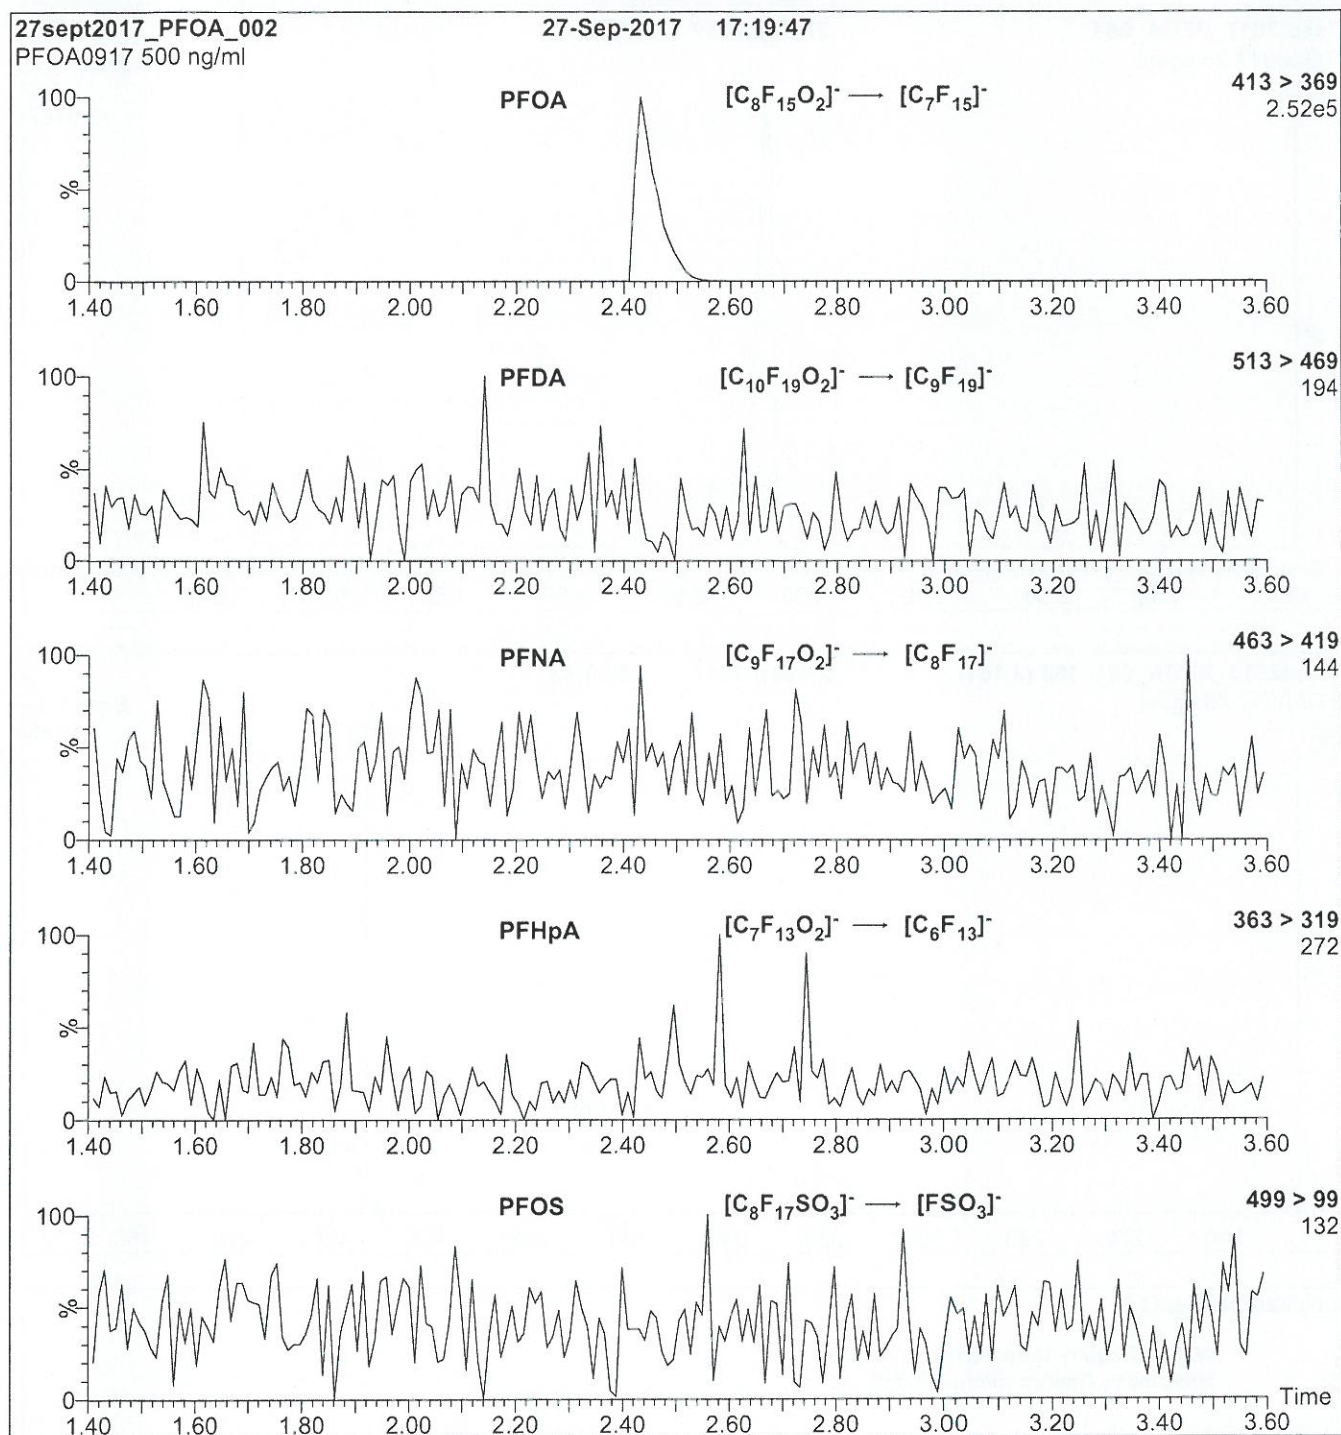 27sept2017_PFOA_002 27-Sep-2017 17:19:47
PFOA0917 500 ng/ml
PFOA [C8F15O2]- → [C7F15]- 413 > 369
2.52e5
100
%
0
1.40 1.60 1.80 2.00 2.20 2.40 2.60 2.80 3.00 3.20 3.40 3.60
PFDA [C10F19O2]- → [C9F19]- 513 > 469
194
100
%
0
1.40 1.60 1.80 2.00 2.20 2.40 2.60 2.80 3.00 3.20 3.40 3.60
PFNA [C9F17O2]- → [C8F17]- 463 > 419
144
100
%
0
1.40 1.60 1.80 2.00 2.20 2.40 2.60 2.80 3.00 3.20 3.40 3.60
PFHpA [C7F13O2]- → [C6F13]- 363 > 319
272
100
%
0
1.40 1.60 1.80 2.00 2.20 2.40 2.60 2.80 3.00 3.20 3.40 3.60
PFOS [C8F17SO3]- → [FSO3]- 499 > 99
132
100
%
0
Time
1.40 1.60 1.80 2.00 2.20 2.40 2.60 2.80 3.00 3.20 3.40 3.60